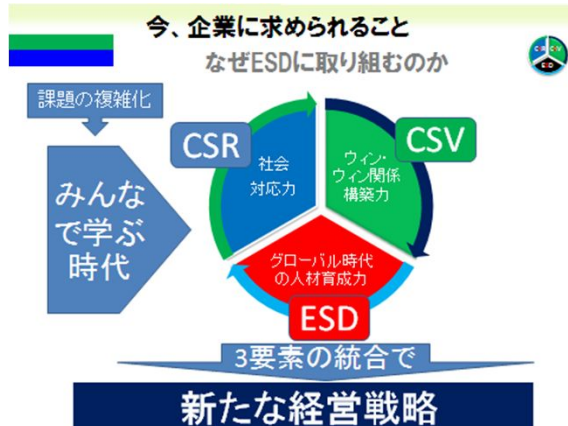 今、企業に求められること
なぜESDに取り組むのか
CSR CSV
ESD
課題の複雑化
みんな
で学ぶ
時代
CSR
社会
対応力
CSV
ウィン・
ウィン関係
構築力
グローバル時代
の人材育成力
ESD
3要素の統合で
新たな経営戦略